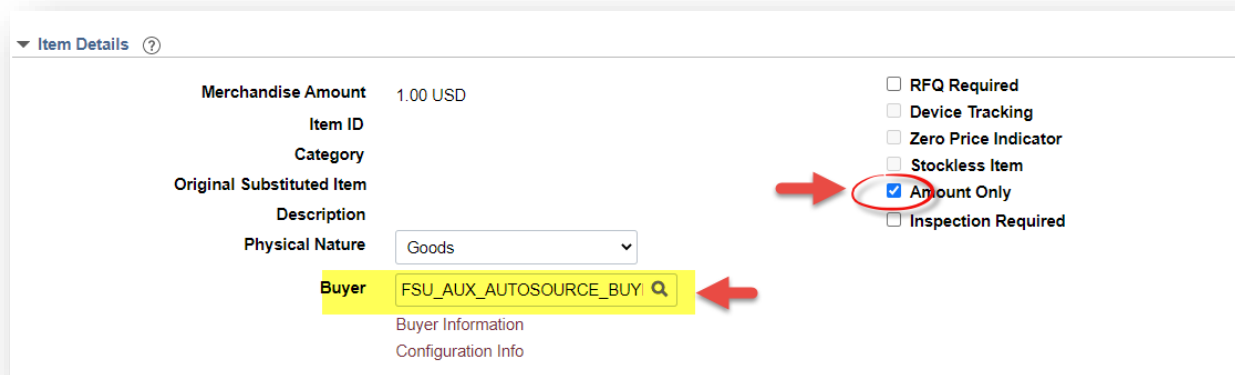 Item Details ?
Merchandise Amount 1.00 USD
Item ID
Category
Original Substituted Item
Description
Physical Nature Goods
Buyer FSU_AUX_AUTOSOURCE_BUY
Buyer Information
Configuration Info
RFQ Required
Device Tracking
Zero Price Indicator
Stockless Item
Amount Only
Inspection Required